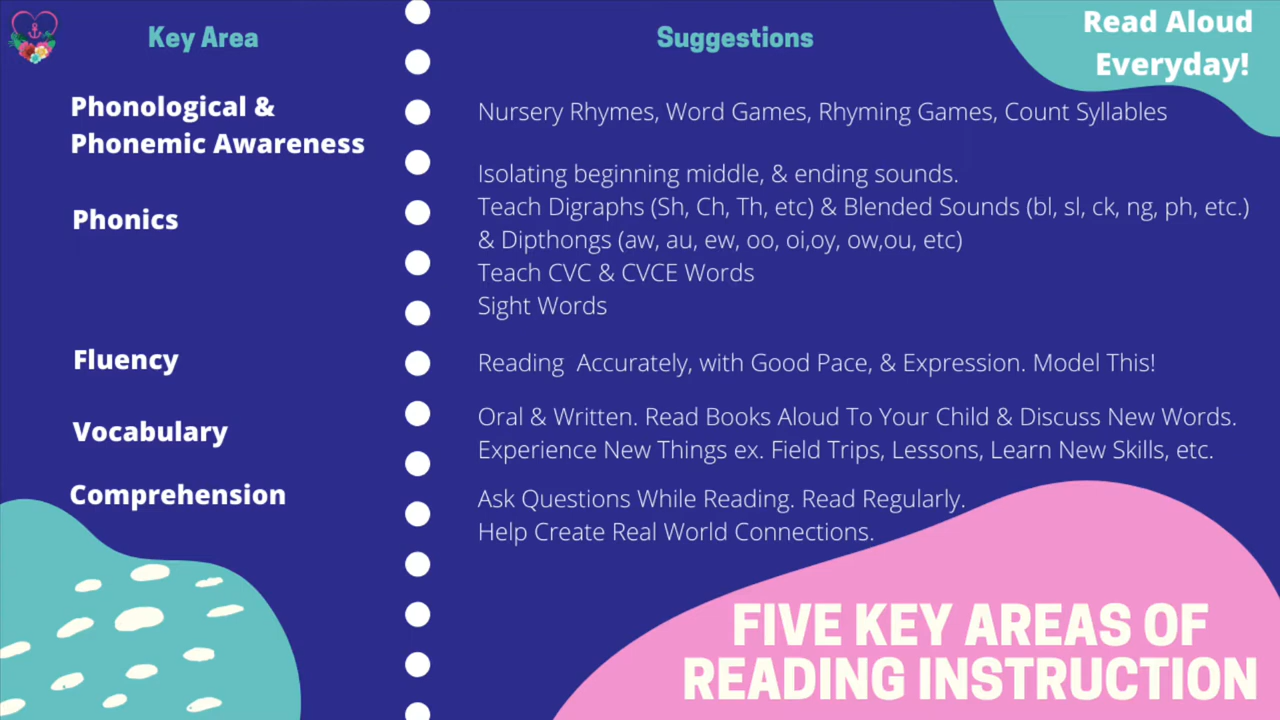 Key Area
Suggestions
Read Aloud
Everyday!
Phonological &
Phonemic Awareness
Nursery Rhymes, Word Games, Rhyming Games, Count Syllables
Phonics
Isolating beginning middle, & ending sounds.
Teach Digraphs (Sh, Ch, Th, etc) & Blended Sounds (bl, sl, ck, ng, ph, etc.)
& Dipthongs (aw, au, ew, oo, oi,oy, ow,ou, etc)
Teach CVC & CVCE Words
Sight Words
Fluency
Reading  Accurately, with Good Pace, & Expression. Model This!
Vocabulary
Oral & Written. Read Books Aloud To Your Child & Discuss New Words.
Experience New Things ex. Field Trips, Lessons, Learn New Skills, etc.
Comprehension
Ask Questions While Reading. Read Regularly.
Help Create Real World Connections.
FIVE KEY AREAS OF
READING INSTRUCTION